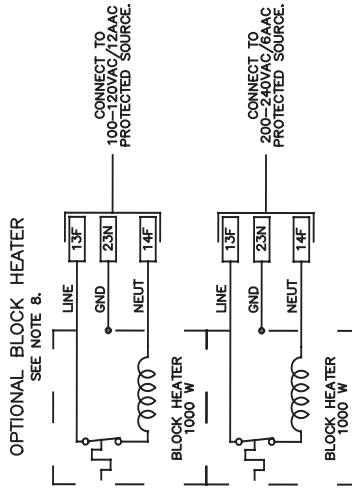 OPTIONAL BLOCK HEATER
SEE NOTE 8.
LINE
13F
GND
23N
NEUT
14F
CONNECT TO
100-120VAC/12AAC
PROTECTED SOURCE.
BLOCK HEATER
1000 W
LINE
13F
GND
23N
NEUT
14F
CONNECT TO
200-240VAC/6AAC
PROTECTED SOURCE.
BLOCK HEATER
1000 W